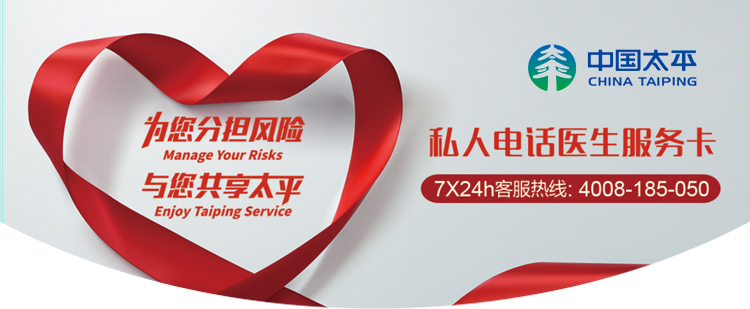 为您分担风险
Manage Your Risks
与您共享太平
Enjoy Taiping Service
中国太平
CHINA TAIPING
私人电话医生服务卡
7X24h客服热线: 4008-185-050